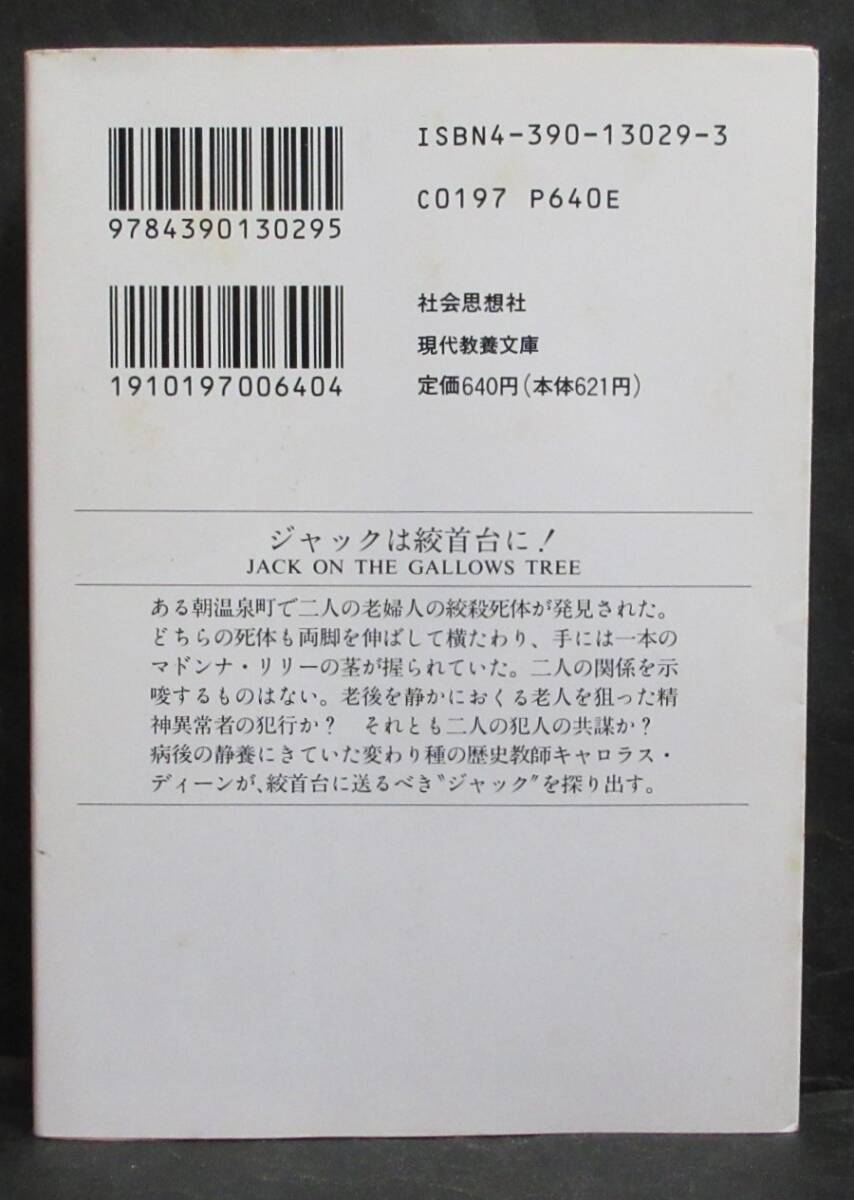 ISBN4-390-13029-3
9784390130295
C0197 P640E
1910197006404
社会思想社
現代教養文庫
定価640円(本体621円)
ジャックは絞首台に!
JACK ON THE GALLOWS TREE
ある朝温泉町で二人の老婦人の絞殺死体が発見された。
どちらの死体も両脚を伸ばして横たわり、手には一本の
マドンナ・リリーの茎が握られていた。二人の関係を示
唆するものはない。老後を静かにおくる老人を狙った精
神異常者の犯行か? それとも二人の犯人の共謀か?
病後の静養にきていた変わり種の歴史教師キャロラス・
ディーンが、絞首台に送るべき〝ジャック〟を探り出す。